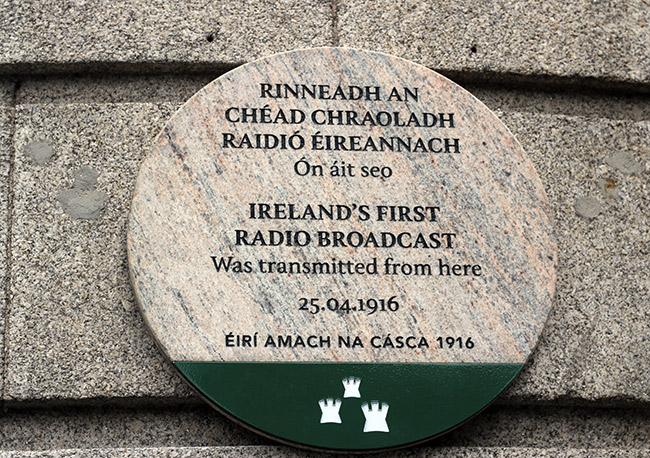 RINNEADH AN
CHÉAD CHRAOLADH
RAIDIÓ ÉIREANNACH
Ón áit seo
IRELAND'S FIRST
RADIO BROADCAST
Was transmitted from here
25.04.1916
ÉIRÍ AMACH NA CÁSCA 1916